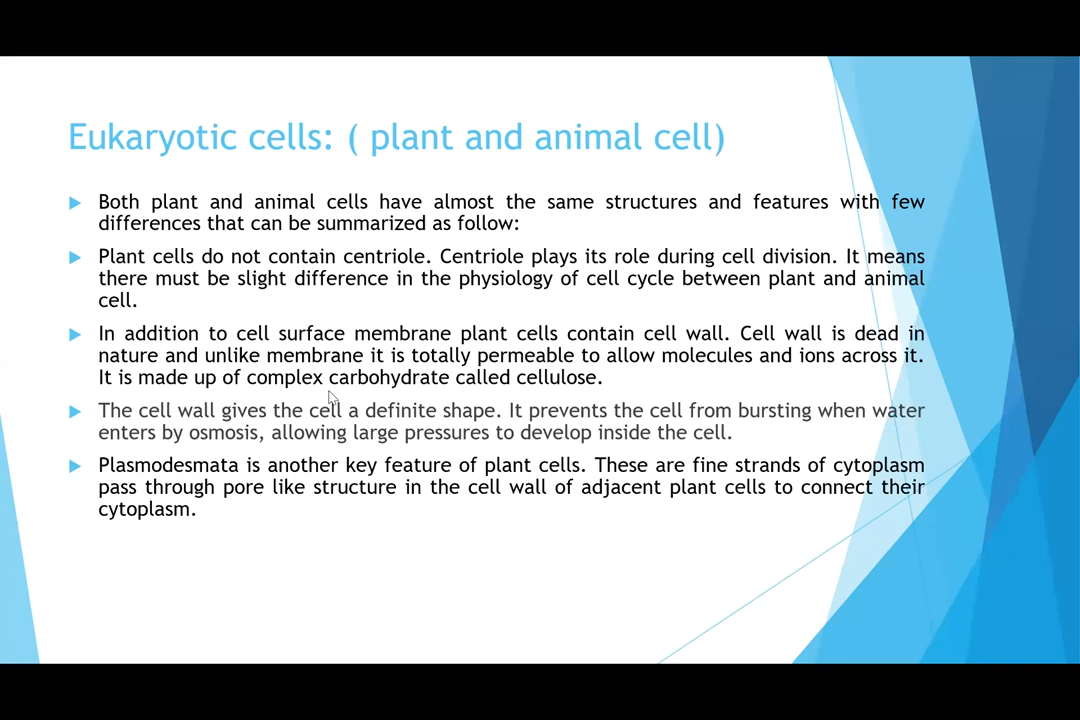 Eukaryotic cells: ( plant and animal cell)
Both plant and animal cells have almost the same structures and features with few
differences that can be summarized as follow:
Plant cells do not contain centriole. Centriole plays its role during cell division. It means
there must be slight difference in the physiology of cell cycle between plant and animal
cell.
In addition to cell surface membrane plant cells contain cell wall. Cell wall is dead in
nature and unlike membrane it is totally permeable to allow molecules and ions across it.
It is made up of complex carbohydrate called cellulose.
The cell wall gives the cell a definite shape. It prevents the cell from bursting when water
enters by osmosis, allowing large pressures to develop inside the cell.
Plasmodesmata is another key feature of plant cells. These are fine strands of cytoplasm
pass through pore like structure in the cell wall of adjacent plant cells to connect their
cytoplasm.